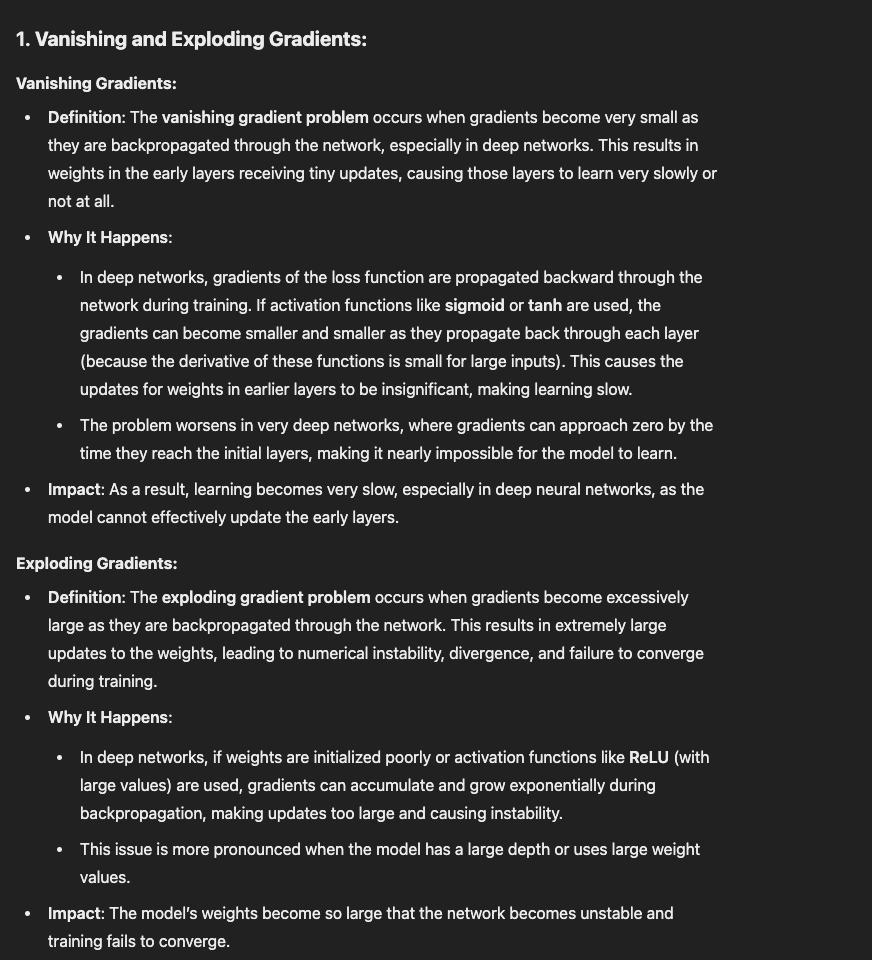 1. Vanishing and Exploding Gradients:
Vanishing Gradients:
• Definition: The vanishing gradient problem occurs when gradients become very small as
they are backpropagated through the network, especially in deep networks. This results in
weights in the early layers receiving tiny updates, causing those layers to learn very slowly or
not at all.
• Why It Happens:
• In deep networks, gradients of the loss function are propagated backward through the
network during training. If activation functions like sigmoid or tanh are used, the
gradients can become smaller and smaller as they propagate back through each layer
(because the derivative of these functions is small for large inputs). This causes the
updates for weights in earlier layers to be insignificant, making learning slow.
• The problem worsens in very deep networks, where gradients can approach zero by the
time they reach the initial layers, making it nearly impossible for the model to learn.
• Impact: As a result, learning becomes very slow, especially in deep neural networks, as the
model cannot effectively update the early layers.
Exploding Gradients:
• Definition: The exploding gradient problem occurs when gradients become excessively
large as they are backpropagated through the network. This results in extremely large
updates to the weights, leading to numerical instability, divergence, and failure to converge
during training.
• Why It Happens:
• In deep networks, if weights are initialized poorly or activation functions like ReLU (with
large values) are used, gradients can accumulate and grow exponentially during
backpropagation, making updates too large and causing instability.
• This issue is more pronounced when the model has a large depth or uses large weight
values.
• Impact: The model’s weights become so large that the network becomes unstable and
training fails to converge.